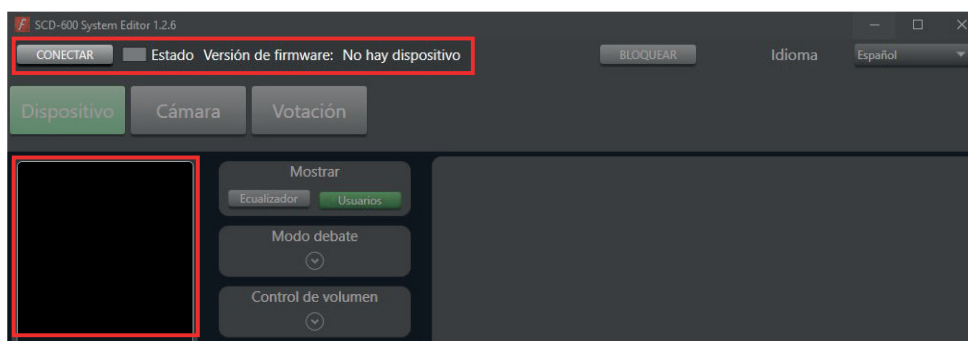 SCD-600 System Editor 1.2.6
CONECTAR Estado Versión de firmware: No hay dispositivo BLOQUEAR Idioma Español
Dispositivo Cámara Votación
Mostrar
Ecualizador Usuarios
Modo debate
Control de volumen